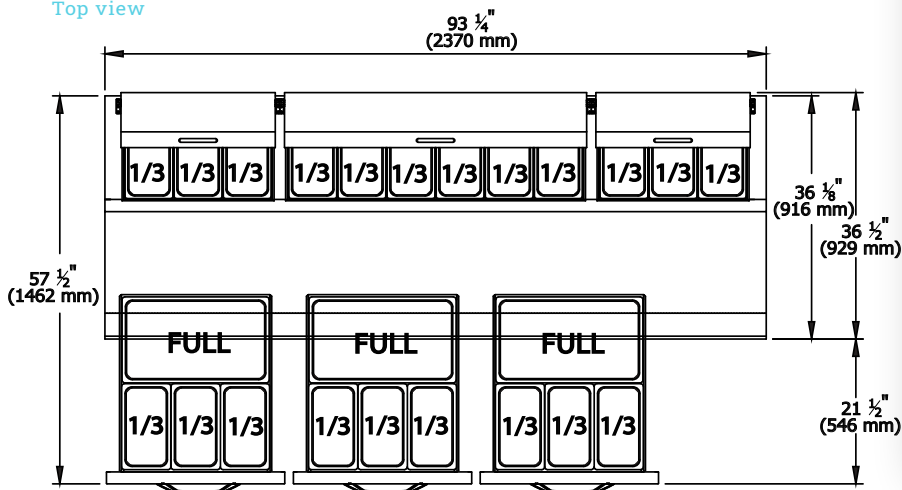 Top view
93 ¼"
(2370 mm)
1/3 1/3 1/3 1/3 1/3 1/3 1/3 1/3 1/3 1/3 1/3 1/3
36 ⅛"
(916 mm)
36 ½"
(929 mm)
57 ½"
(1462 mm)
FULL FULL FULL
1/3 1/3 1/3 1/3 1/3 1/3 1/3 1/3 1/3
21 ½"
(546 mm)